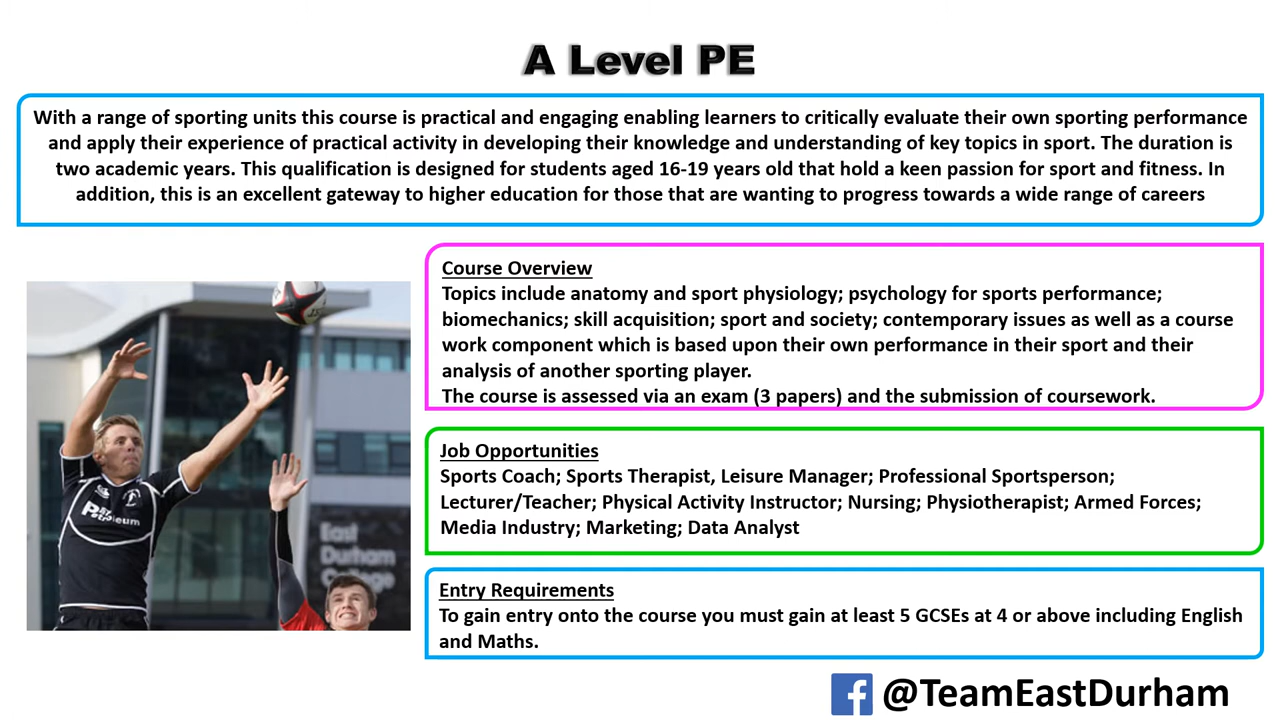 A Level PE
With a range of sporting units this course is practical and engaging enabling learners to critically evaluate their own sporting performance
and apply their experience of practical activity in developing their knowledge and understanding of key topics in sport. The duration is
two academic years. This qualification is designed for students aged 16-19 years old that hold a keen passion for sport and fitness. In
addition, this is an excellent gateway to higher education for those that are wanting to progress towards a wide range of careers
Course Overview
Topics include anatomy and sport physiology; psychology for sports performance;
biomechanics; skill acquisition; sport and society; contemporary issues as well as a course
work component which is based upon their own performance in their sport and their
analysis of another sporting player.
The course is assessed via an exam (3 papers) and the submission of coursework.
East
Durham
College
Job Opportunities
Sports Coach; Sports Therapist, Leisure Manager; Professional Sportsperson;
Lecturer/Teacher; Physical Activity Instructor; Nursing; Physiotherapist; Armed Forces;
Media Industry; Marketing; Data Analyst
Entry Requirements
To gain entry onto the course you must gain at least 5 GCSEs at 4 or above including English
and Maths.
@TeamEastDurham